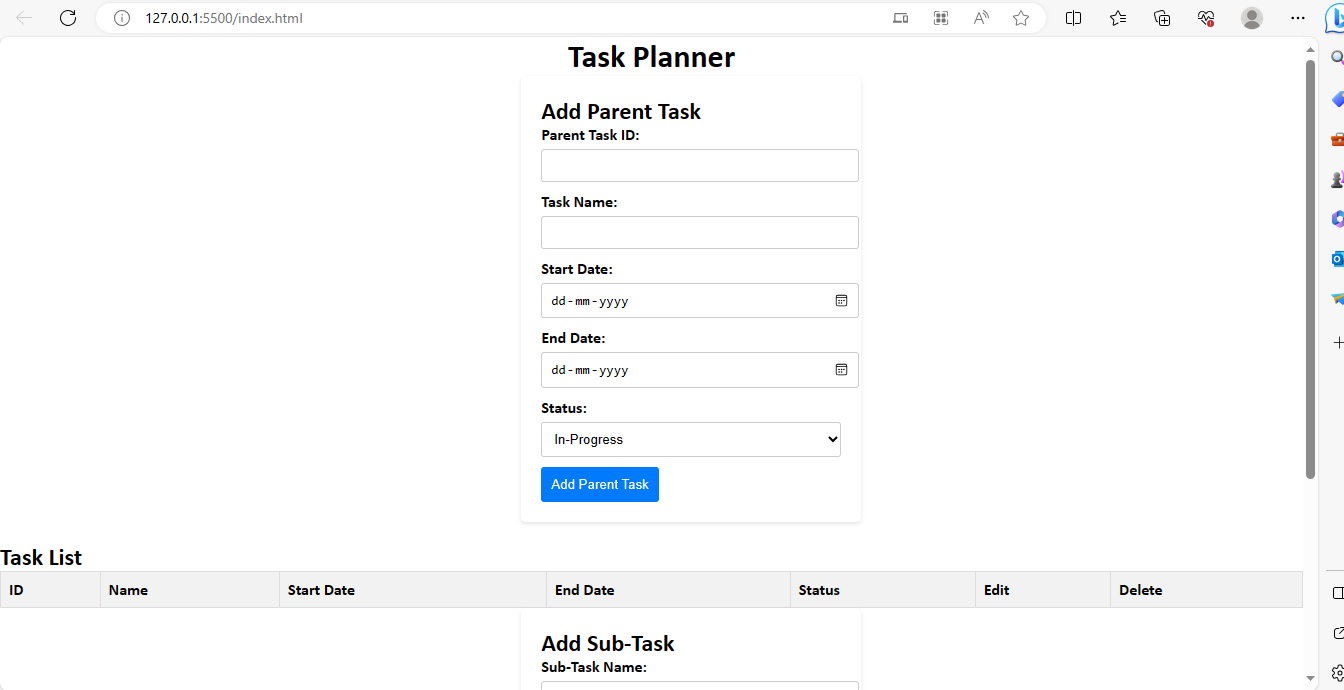 127.0.0.1:5500/index.html
Task Planner
Add Parent Task
Parent Task ID:
Task Name:
Start Date:
dd-mm-yyyy
End Date:
dd-mm-yyyy
Status:
In-Progress
Add Parent Task
Task List
ID Name Start Date End Date Status Edit Delete
Add Sub-Task
Sub-Task Name: